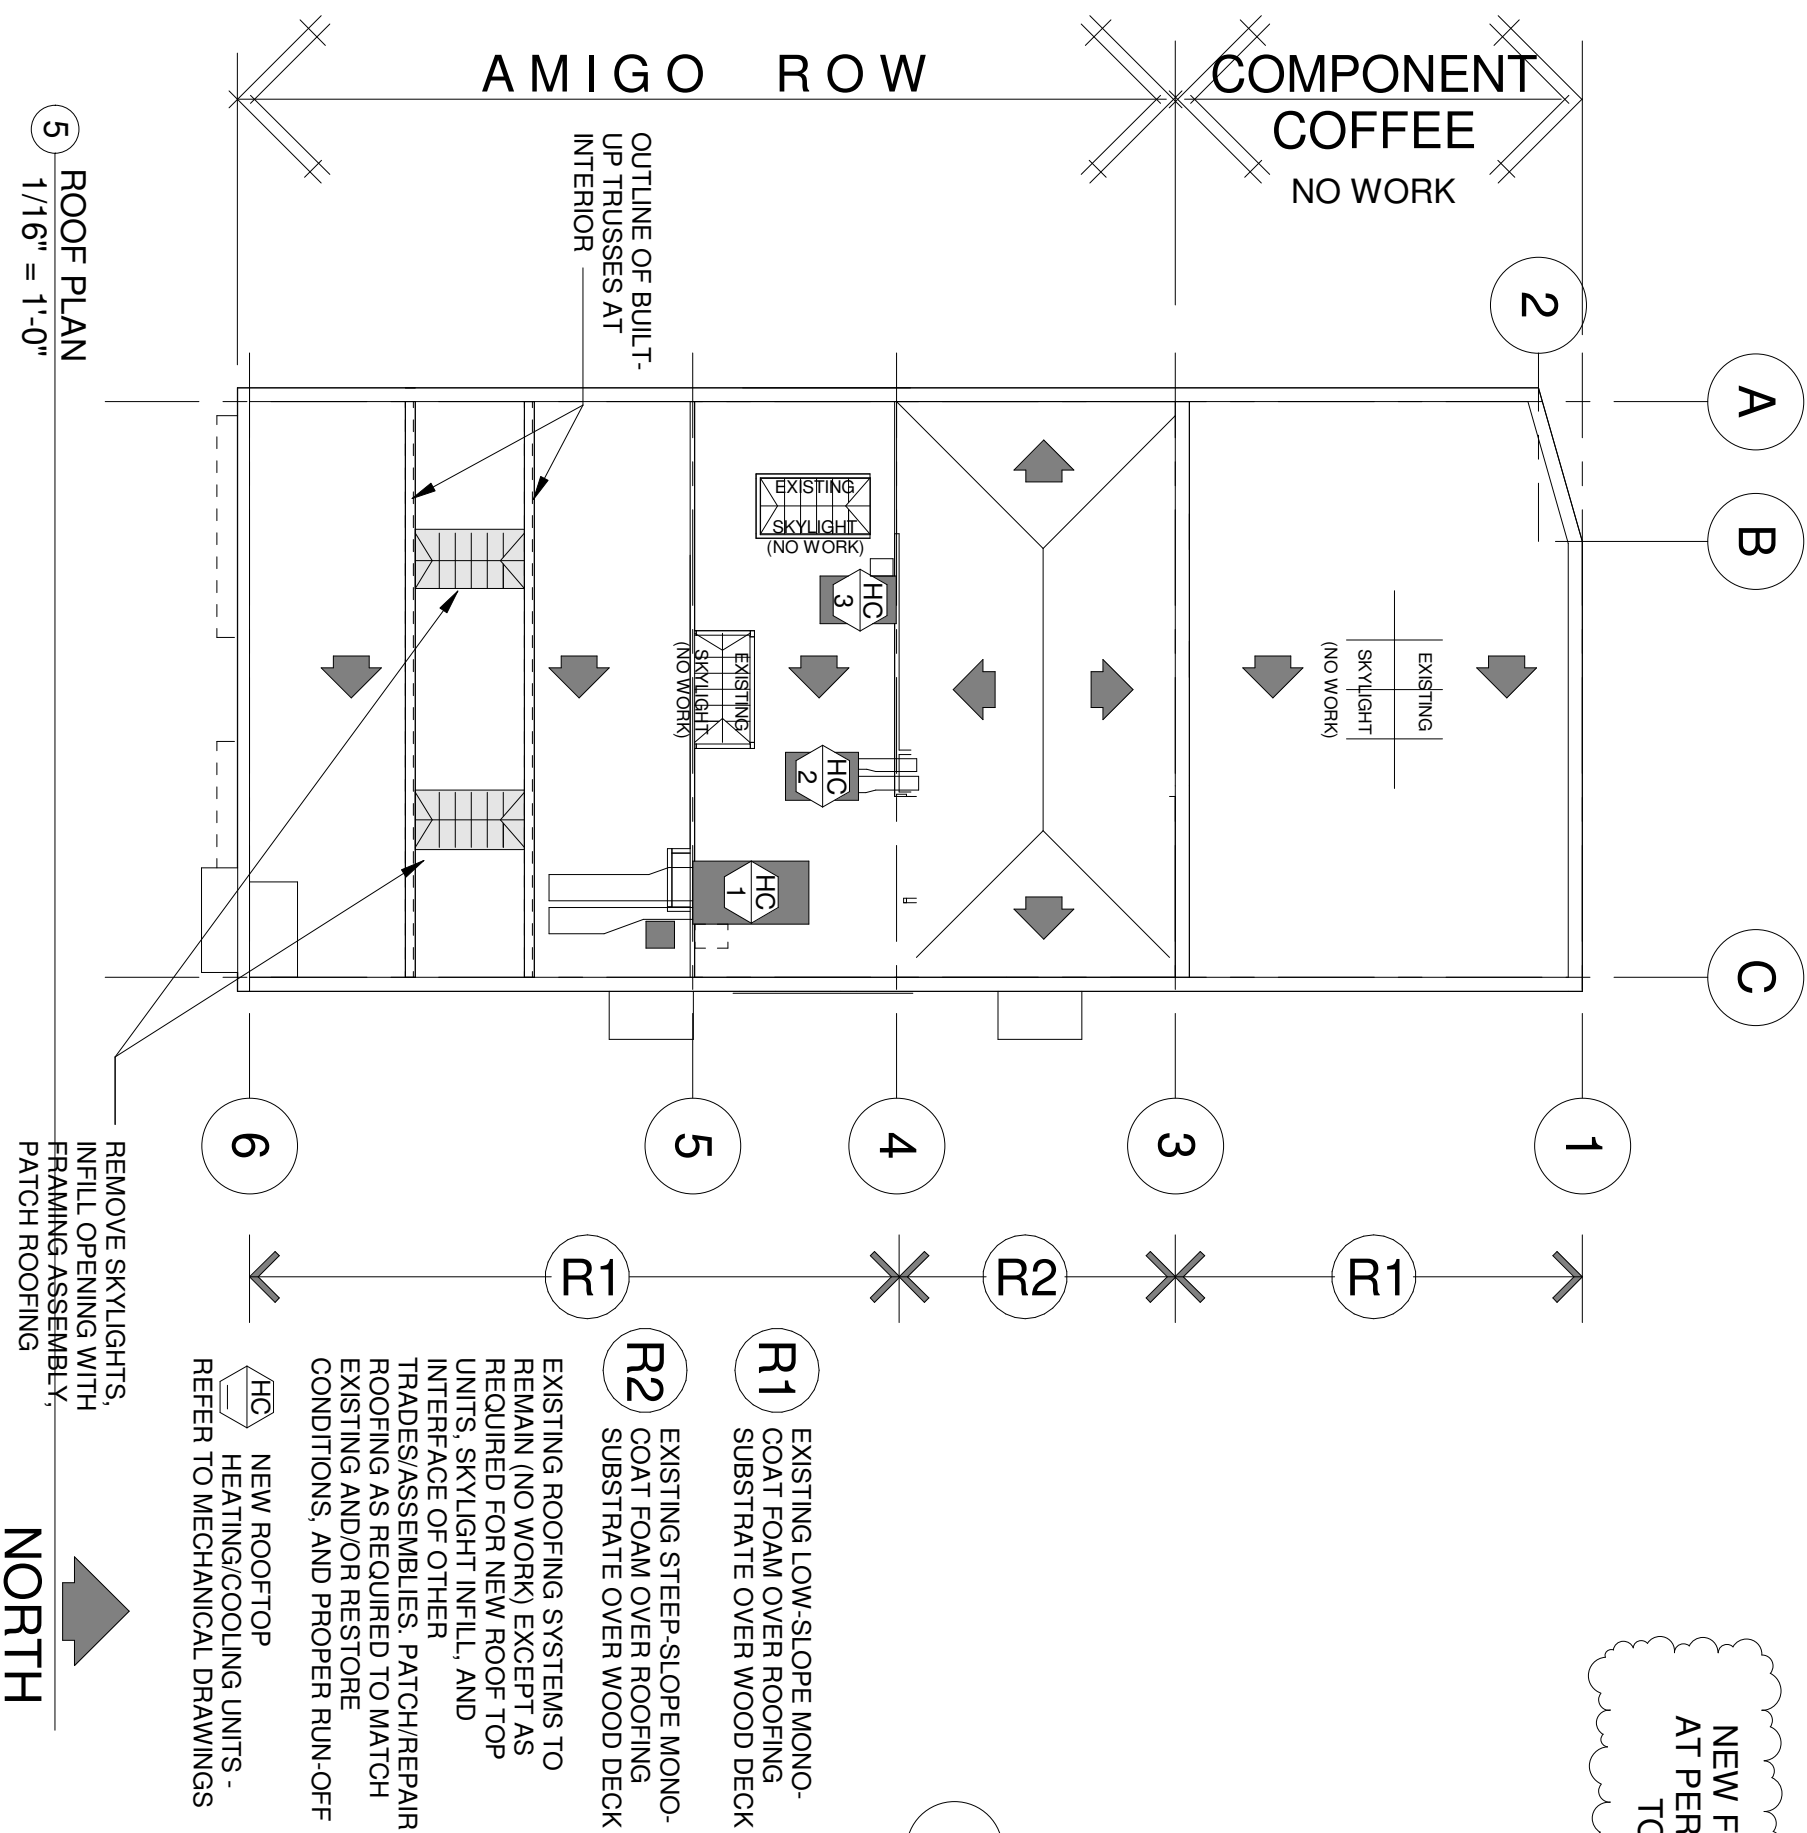 AMIGO ROW
COMPONENT
COFFEE
NO WORK
OUTLINE OF BUILT-
UP TRUSSES AT
INTERIOR
2
A
B
C
EXISTING
SKYLIGHT
(NO WORK)
HC
3
EXISTING
SKYLIGHT
(NO WORK)
HC
2
HC
1
EXISTING
SKYLIGHT
(NO WORK)
6
5
4
3
1
R1
R2
R1
REMOVE SKYLIGHTS,
INFILL OPENING WITH
FRAMING ASSEMBLY,
PATCH ROOFING
R1
EXISTING LOW-SLOPE MONO-
COAT FOAM OVER ROOFING
SUBSTRATE OVER WOOD DECK
R2
EXISTING STEEP-SLOPE MONO-
COAT FOAM OVER ROOFING
SUBSTRATE OVER WOOD DECK
EXISTING ROOFING SYSTEMS TO
REMAIN (NO WORK) EXCEPT AS
REQUIRED FOR NEW ROOF TOP
UNITS, SKYLIGHT INFILL, AND
INTERFACE OF OTHER
TRADES/ASSEMBLIES. PATCH/REPAIR
ROOFING AS REQUIRED TO MATCH
EXISTING AND/OR RESTORE
CONDITIONS, AND PROPER RUN-OFF
HC
NEW ROOFTOP
HEATING/COOLING UNITS -
REFER TO MECHANICAL DRAWINGS
5
ROOF PLAN
1/16" = 1'-0"
NORTH
NEW
AT